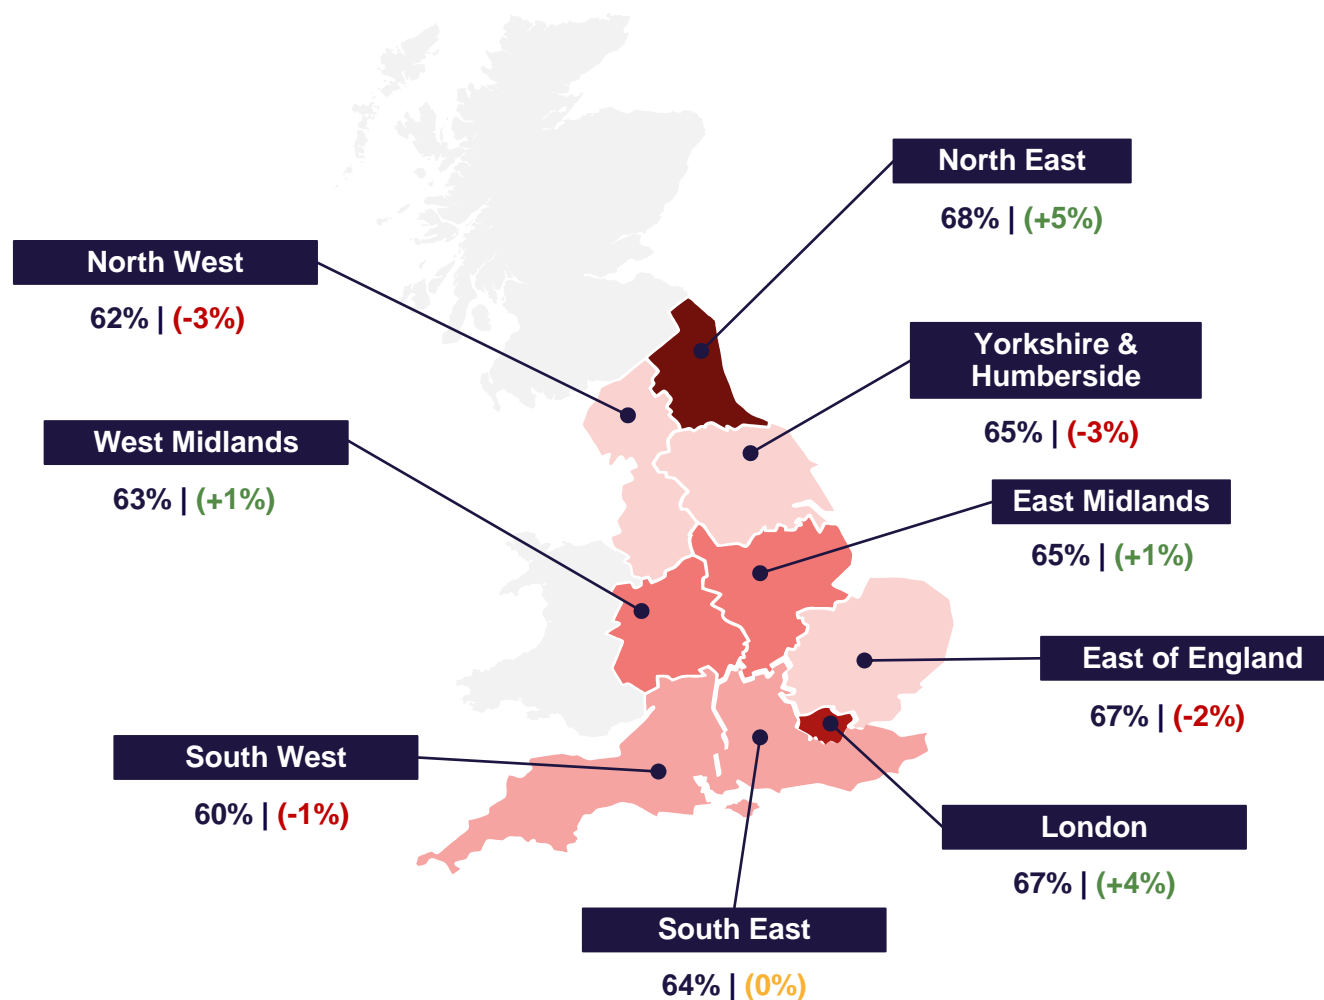 North East
68% | (+5%)
North West
62% | (-3%)
Yorkshire &
Humberside
65% | (-3%)
West Midlands
63% | (+1%)
East Midlands
65% | (+1%)
East of England
67% | (-2%)
South West
60% | (-1%)
London
67% | (+4%)
South East
64% | (0%)